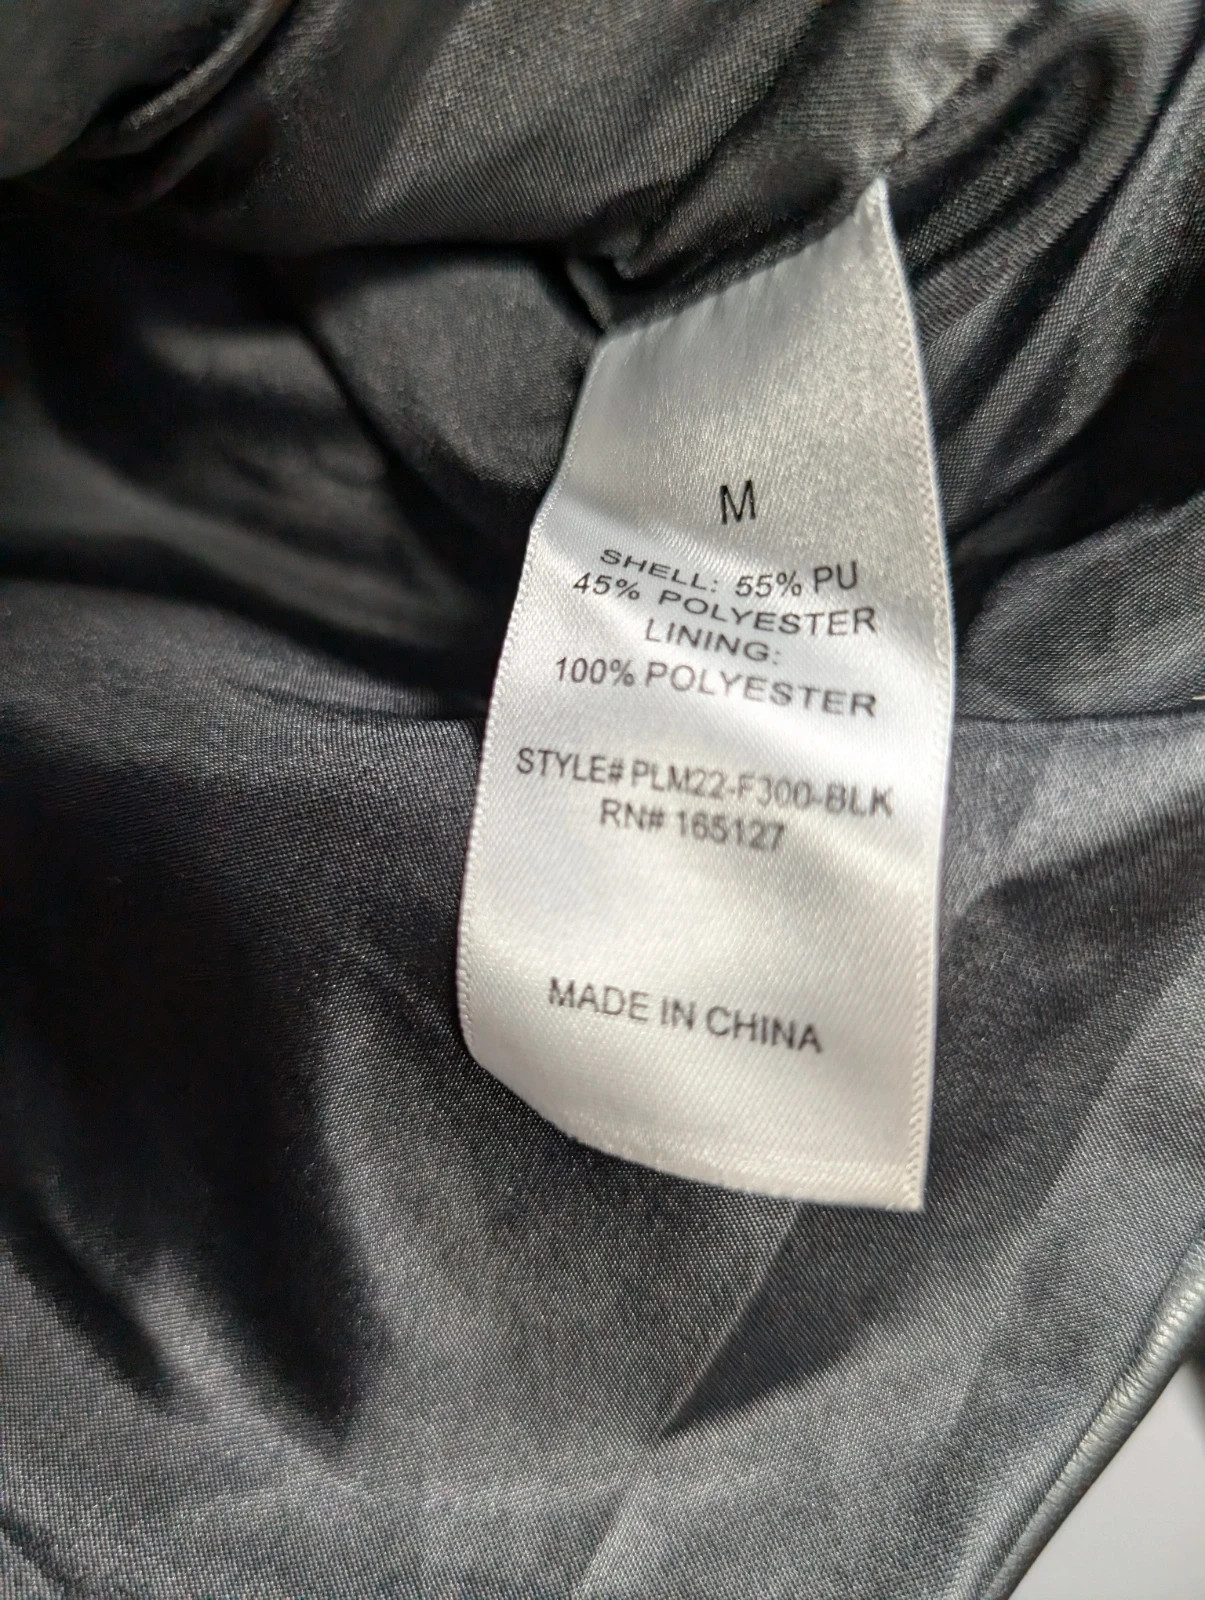 M
SHELL: 55% PU
45% POLYESTER
LINING:
100% POLYESTER
STYLE# PLM22-F300-BLK
RN# 165127
MADE IN CHINA